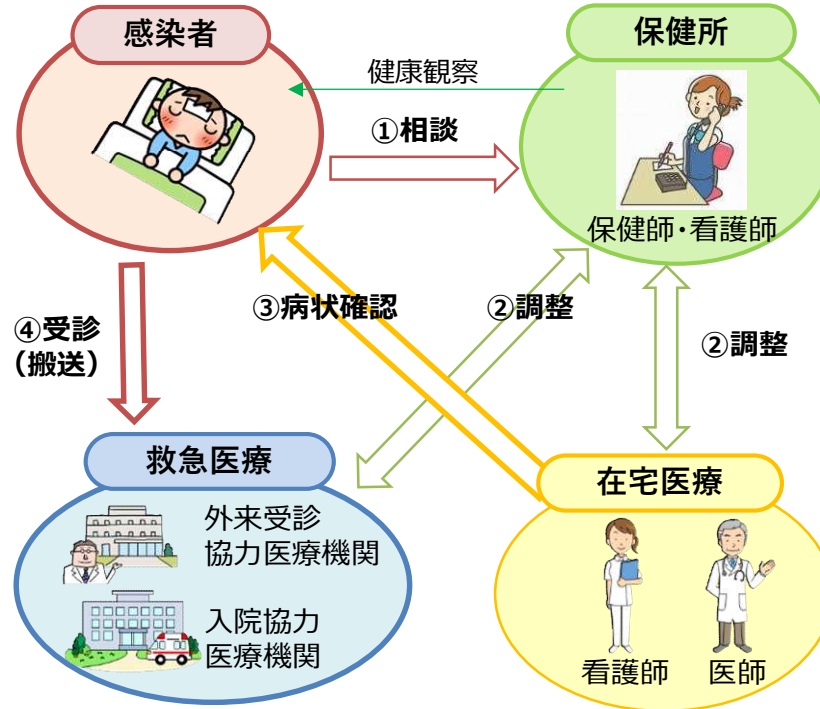 感染者
保健所
健康観察
①相談
保健師・看護師
③病状確認
②調整
④受診
（搬送）
②調整
救急医療
在宅医療
外来受診
協力医療機関
入院協力
医療機関
看護師
医師